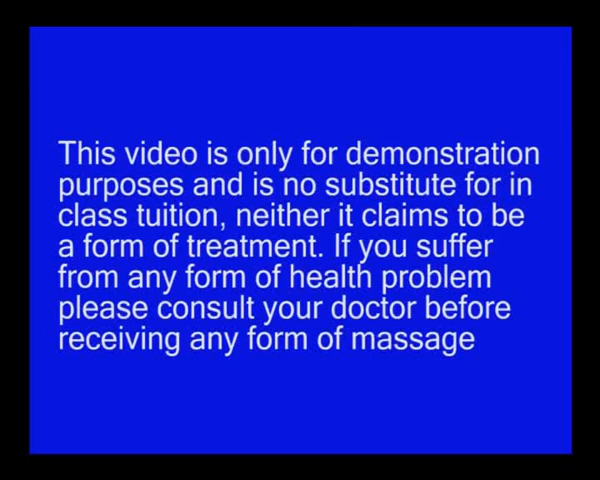 This video is only for demonstration
purposes and is no substitute for in
class tuition, neither it claims to be
a form of treatment. If you suffer
from any form of health problem
please consult your doctor before
receiving any form of massage